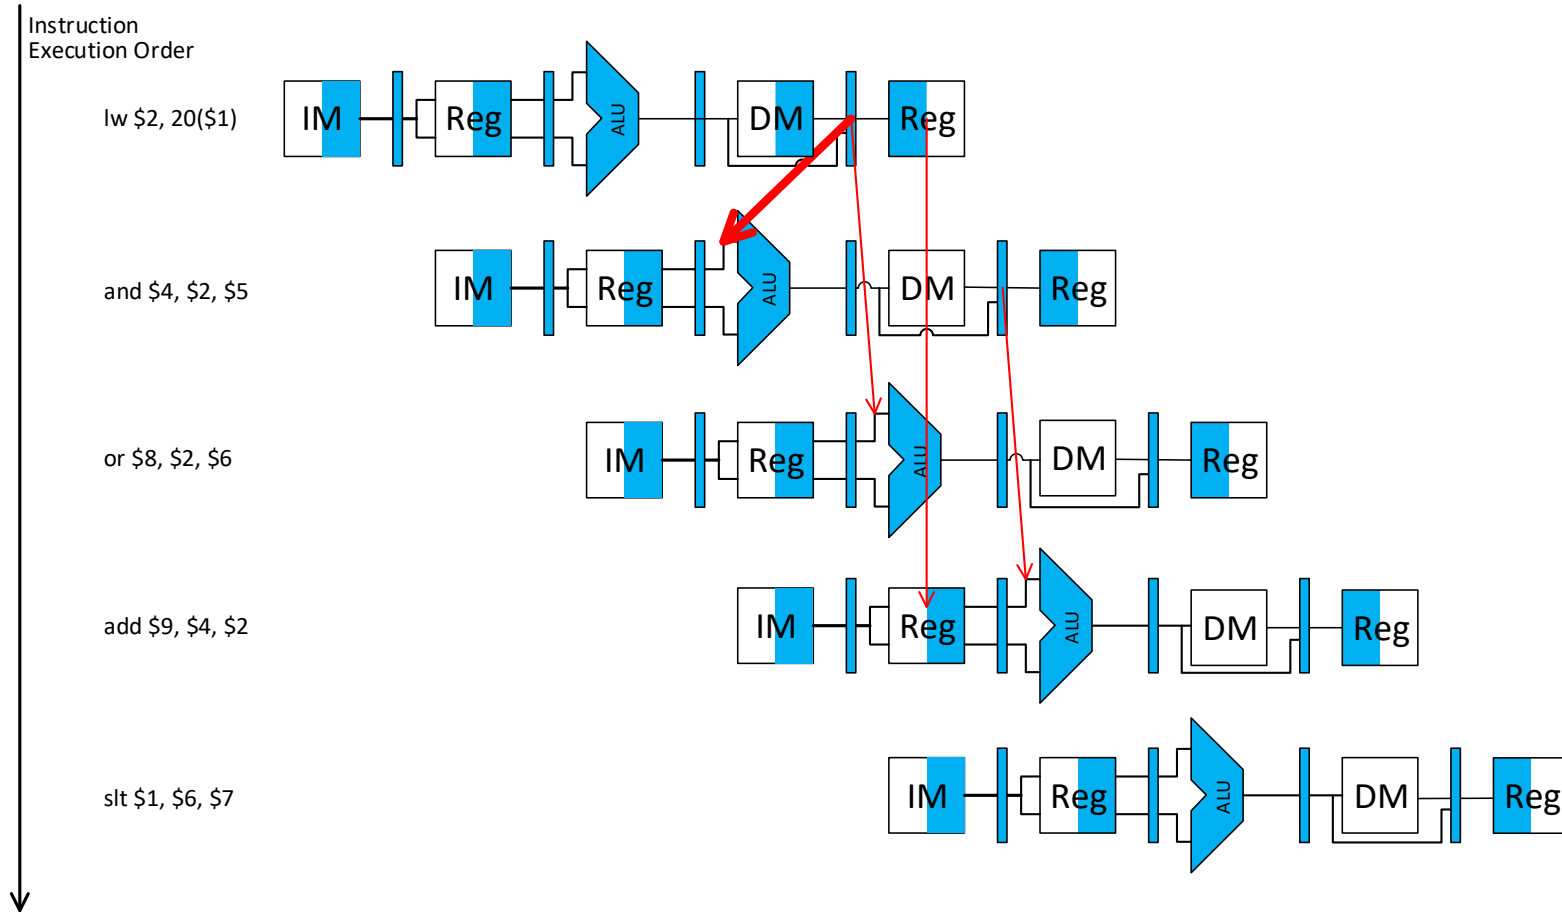 Instruction
Execution Order
lw $2, 20($1)
IM Reg ALU DM Reg
and $4, $2, $5
IM Reg ALU DM Reg
or $8, $2, $6
IM Reg ALU DM Reg
add $9, $4, $2
IM Reg ALU DM Reg
slt $1, $6, $7
IM Reg ALU DM Reg